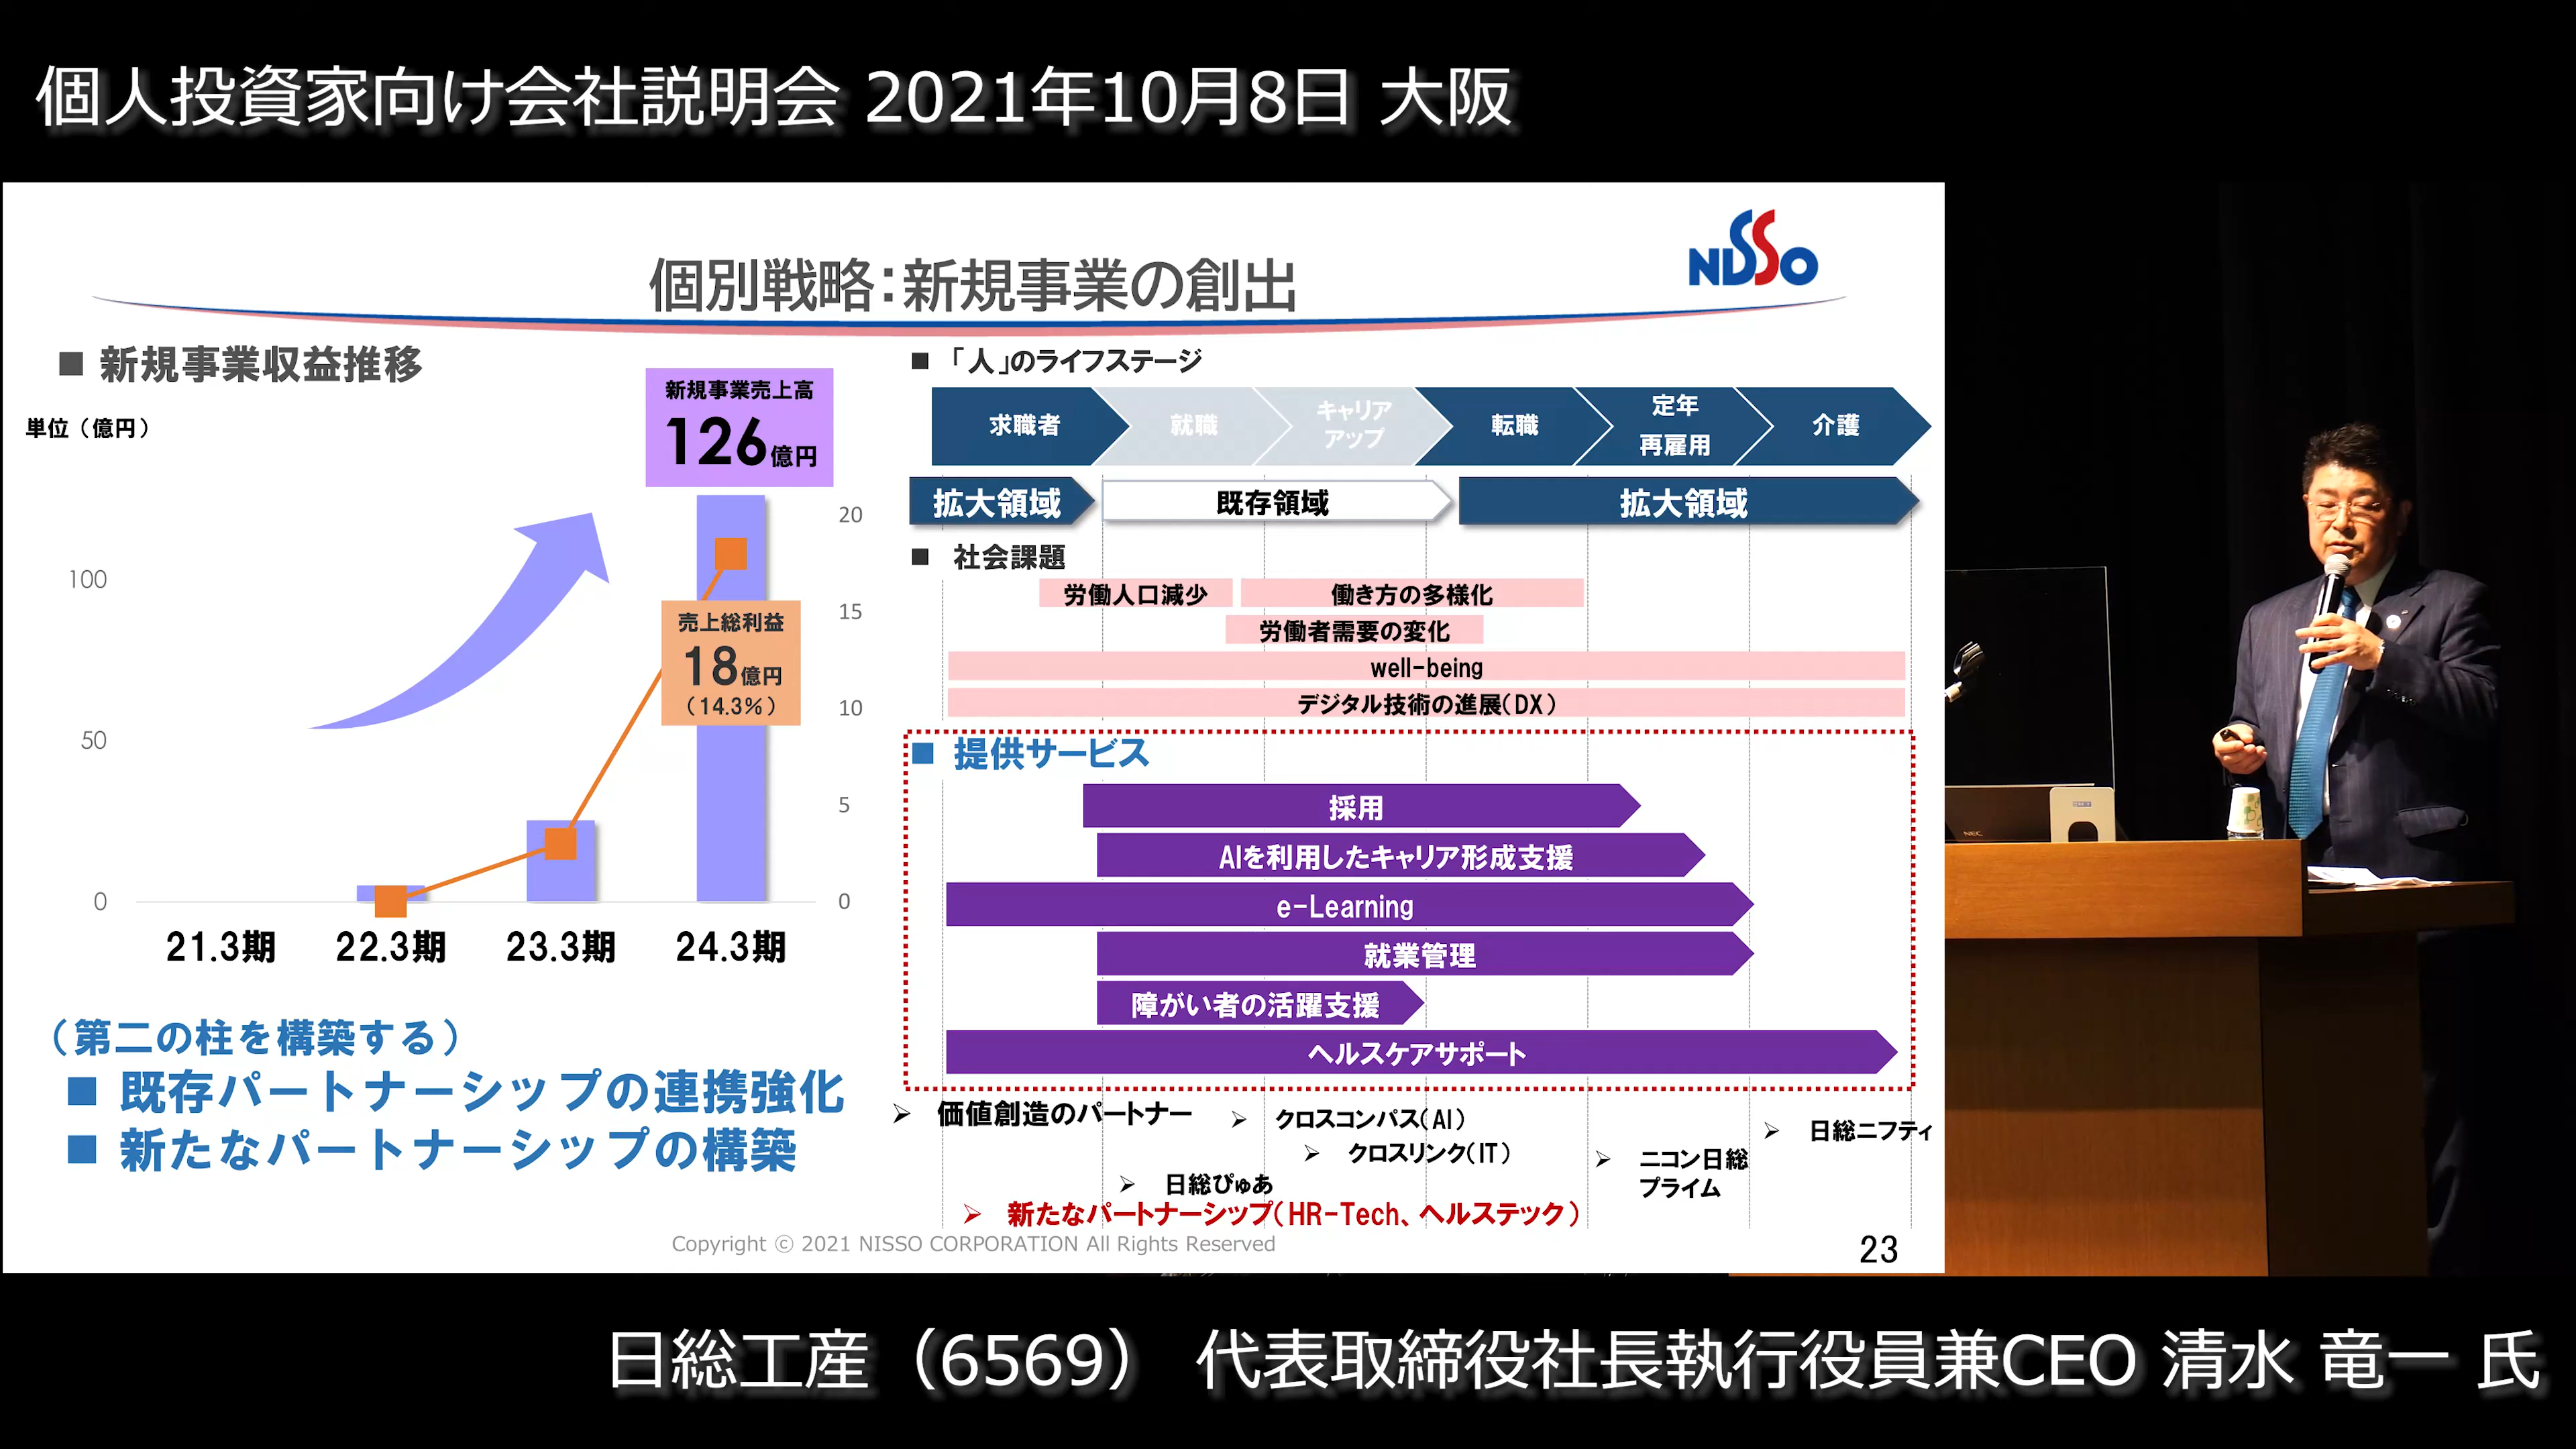 個人投資家向け会社説明会 2021年10月8日 大阪
NISSO
個別戦略：新規事業の創出
■ 新規事業収益推移
単位（億円）
新規事業売上高
126億円
売上総利益
18億円
（14.3%）
100
50
0
20
15
10
5
0
21.3期 22.3期 23.3期 24.3期
（第二の柱を構築する）
■ 既存パートナーシップの連携強化
■ 新たなパートナーシップの構築
■ 「人」のライフステージ
求職者 就職 キャリアアップ 転職 定年再雇用 介護
拡大領域 既存領域 拡大領域
■ 社会課題
労働人口減少 働き方の多様化
労働者需要の変化
well-being
デジタル技術の進展（DX）
■ 提供サービス
採用
AIを利用したキャリア形成支援
e-Learning
就業管理
障がい者の活躍支援
ヘルスケアサポート
➢ 価値創造のパートナー
➢ クロスコンパス（AI）
➢ クロスリンク（IT）
➢ 日総ぴゅあ
➢ ニコン日総
プライム
➢ 日総ニフティ
➢ 新たなパートナーシップ（HR-Tech、ヘルステック）
Copyright © 2021 NISSO CORPORATION All Rights Reserved
23
NEC
日総工産（6569） 代表取締役社長執行役員兼CEO 清水 竜一 氏